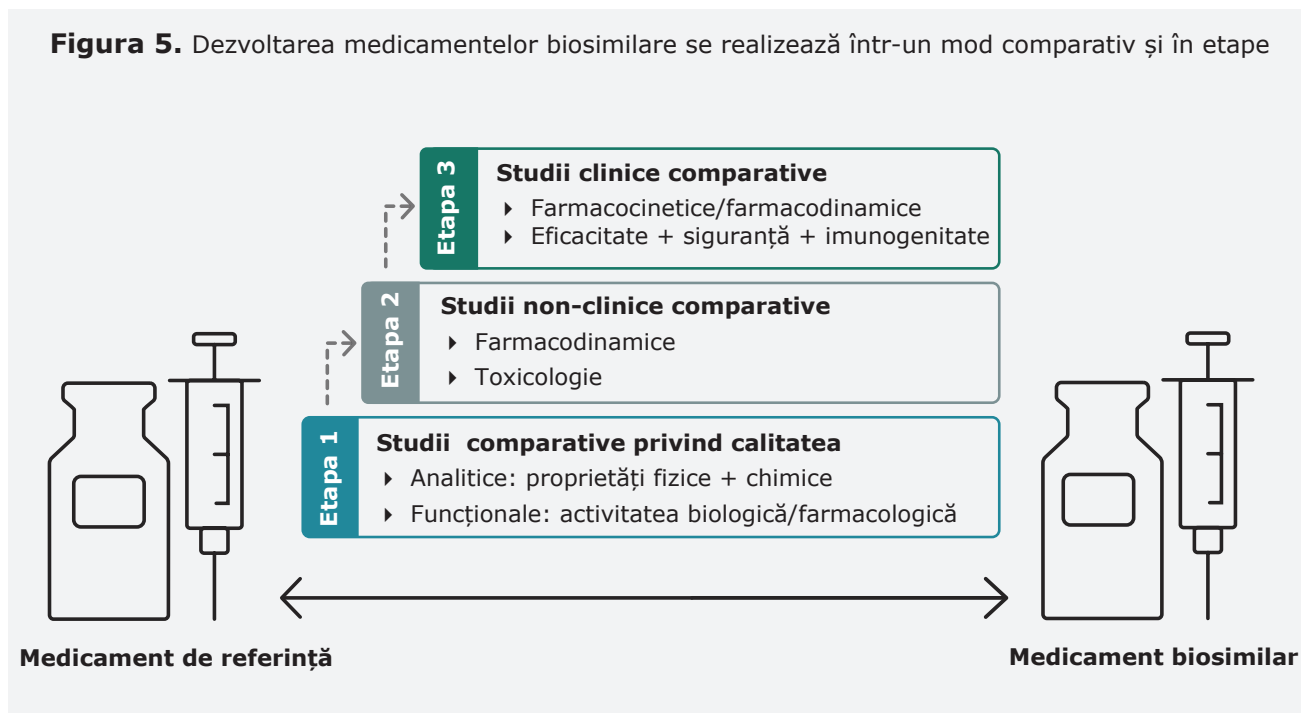 Figura 5. Dezvoltarea medicamentelor biosimilare se realizează într-un mod comparativ și în etape
Etapa 3
Studii clinice comparative
Farmacocinetice/farmacodinamice
Eficacitate + siguranță + imunogenitate
Etapa 2
Studii non-clinice comparative
Farmacodinamice
Toxicologie
Etapa 1
Studii comparative privind calitatea
Analitice: proprietăți fizice + chimice
Funcționale: activitatea biologică/farmacologică
Medicament de referință
Medicament biosimilar